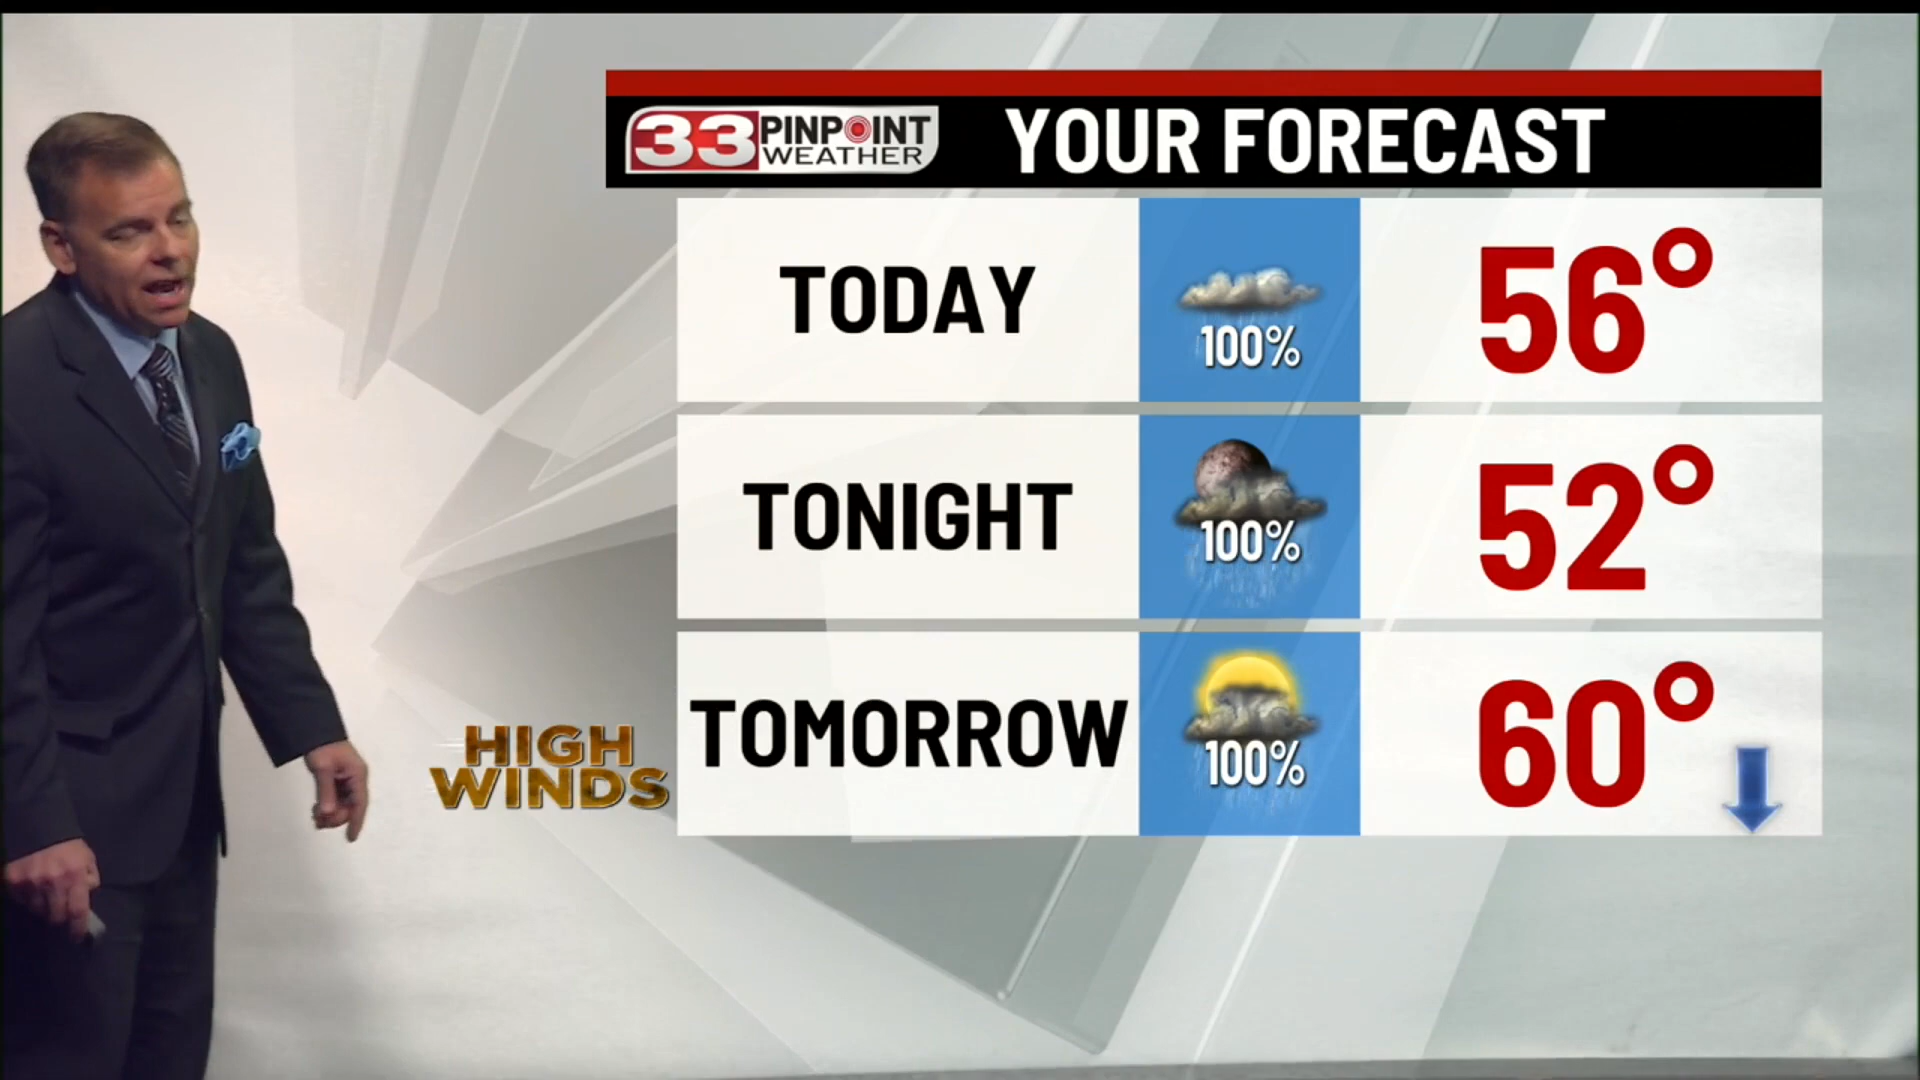 33 PINPOINT
WEATHER
YOUR FORECAST
TODAY
100%
56°
TONIGHT
100%
52°
HIGH
WINDS
TOMORROW
100%
60°